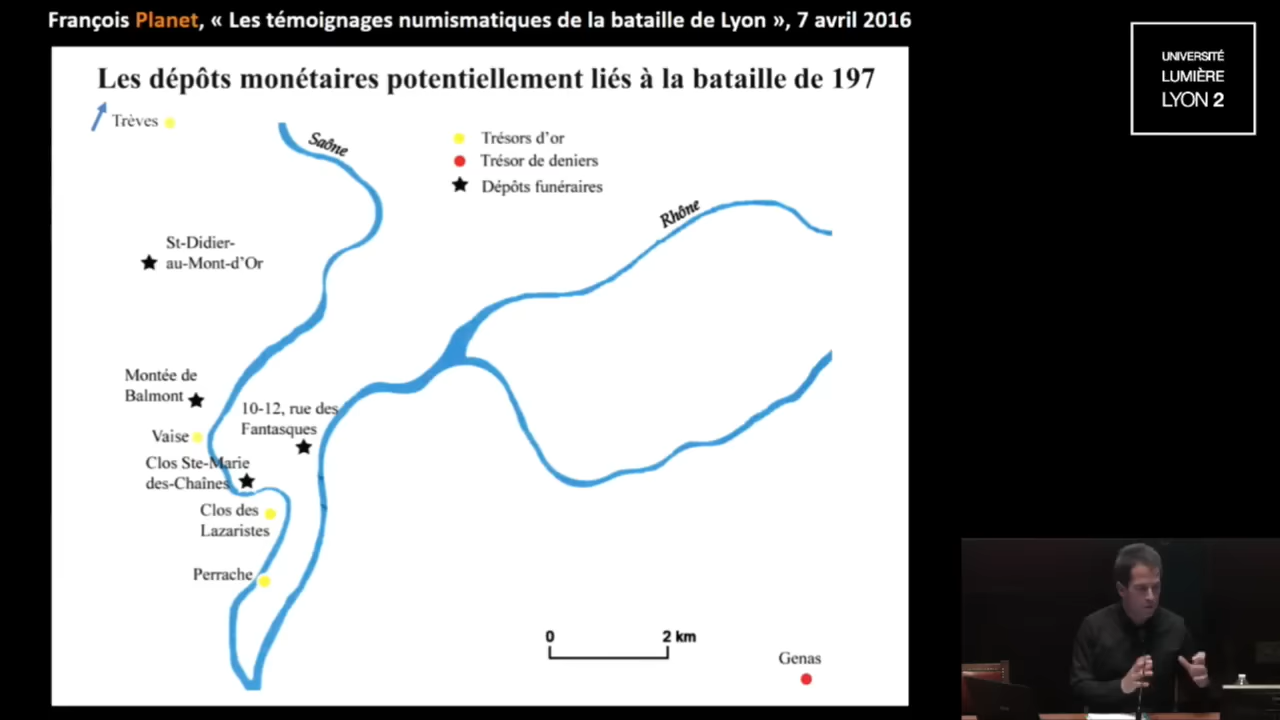 François Planet, « Les témoignages numismatiques de la bataille de Lyon », 7 avril 2016
UNIVERSITÉ
LUMIÈRE
LYON 2
Les dépôts monétaires potentiellement liés à la bataille de 197
Trèves
Saône
Trésors d'or
Trésor de deniers
Dépôts funéraires
Rhône
St-Didier-
au-Mont-d'Or
Montée de
Balmont
10-12, rue des
Fantasques
Vaise
Clos Ste-Marie
des-Chaînes
Clos des
Lazaristes
Perrache
0 2 km
Genas